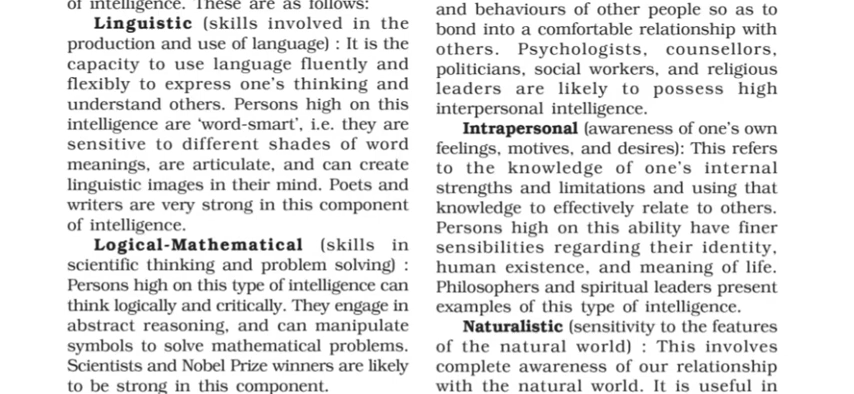 of intelligence. These are as follows:
Linguistic (skills involved in the
production and use of language) : It is the
capacity to use language fluently and
flexibly to express one's thinking and
understand others. Persons high on this
intelligence are ‘word-smart’, i.e. they are
sensitive to different shades of word
meanings, are articulate, and can create
linguistic images in their mind. Poets and
writers are very strong in this component
of intelligence.
Logical-Mathematical (skills in
scientific thinking and problem solving) :
Persons high on this type of intelligence can
think logically and critically. They engage in
abstract reasoning, and can manipulate
symbols to solve mathematical problems.
Scientists and Nobel Prize winners are likely
to be strong in this component.
and behaviours of other people so as to
bond into a comfortable relationship with
others. Psychologists, counsellors,
politicians, social workers, and religious
leaders are likely to possess high
interpersonal intelligence.
Intrapersonal (awareness of one's own
feelings, motives, and desires): This refers
to the knowledge of one's internal
strengths and limitations and using that
knowledge to effectively relate to others.
Persons high on this ability have finer
sensibilities regarding their identity,
human existence, and meaning of life.
Philosophers and spiritual leaders present
examples of this type of intelligence.
Naturalistic (sensitivity to the features
of the natural world) : This involves
complete awareness of our relationship
with the natural world. It is useful in